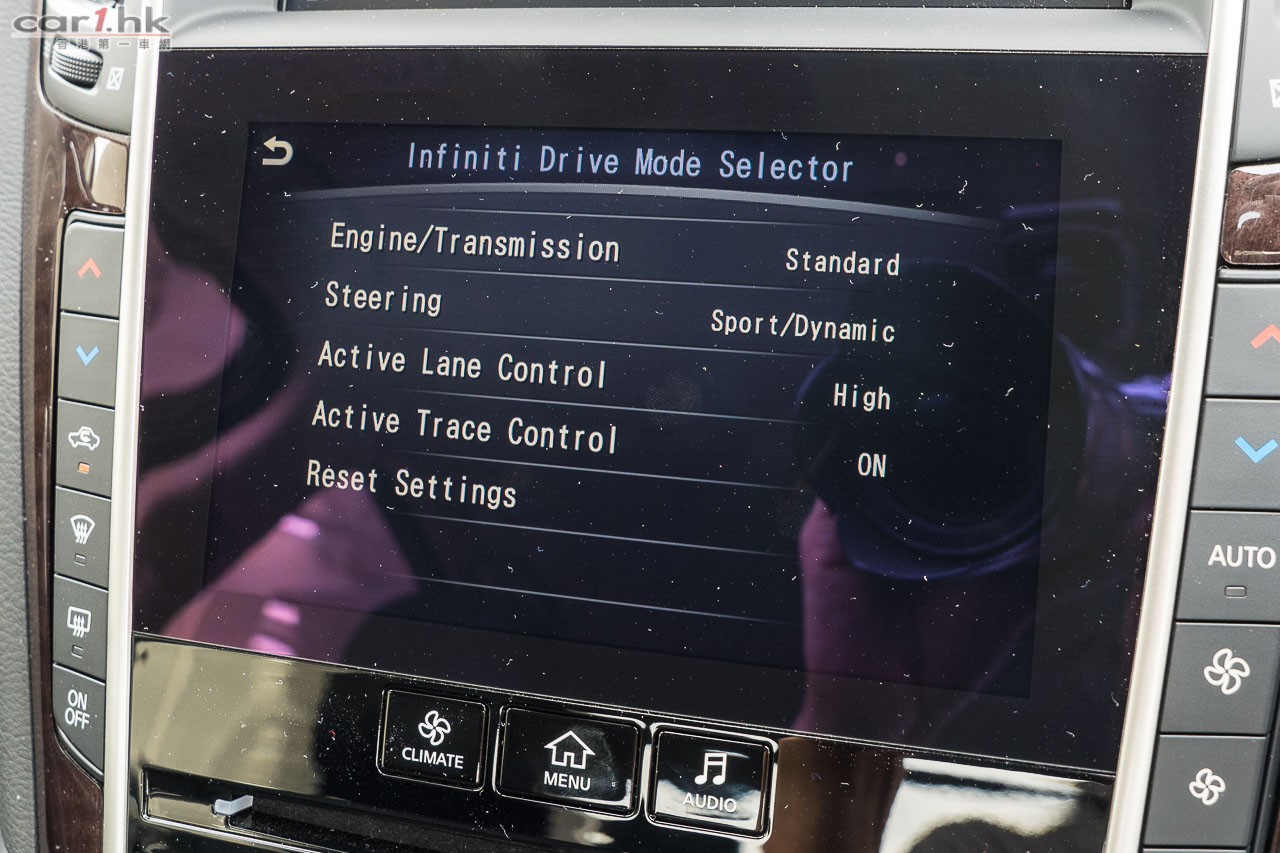 car1.hk
香港第一車網
Infiniti Drive Mode Selector
Engine/Transmission Standard
Steering Sport/Dynamic
Active Lane Control High
Active Trace Control ON
Reset Settings
AUTO
ON
OFF
CLIMATE
MENU
AUDIO